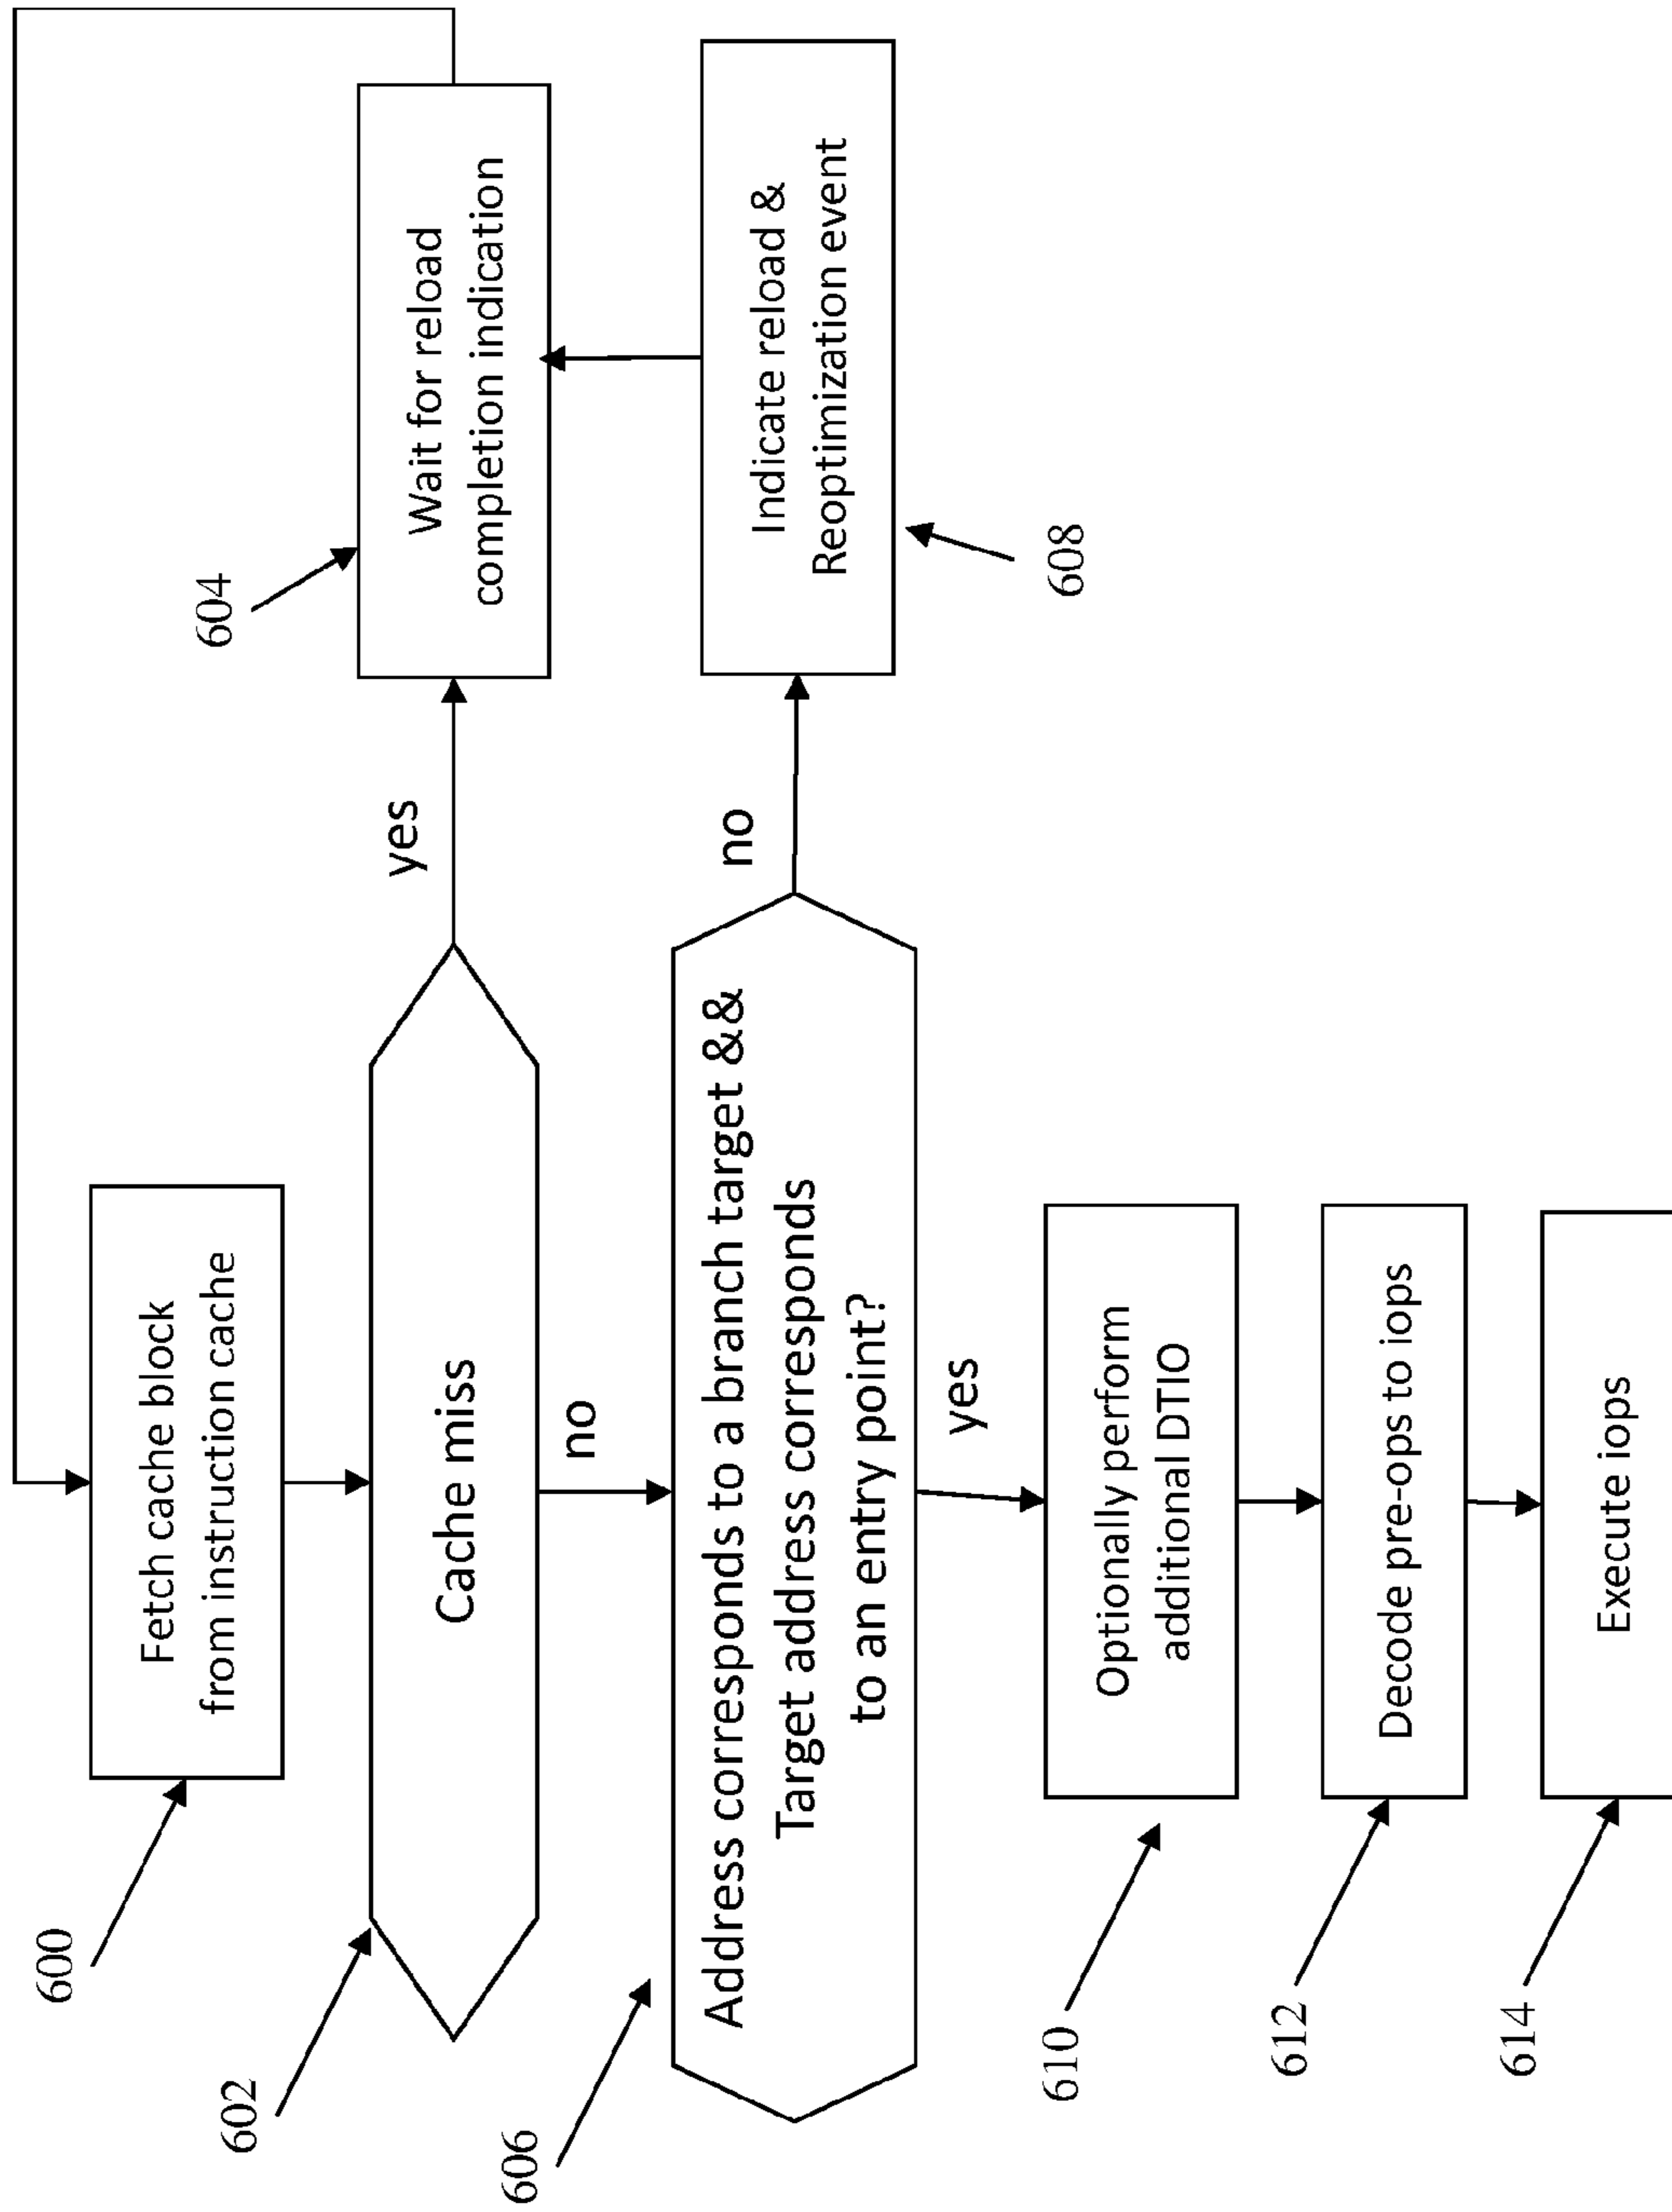 600
Fetch cache block
from instruction cache
602
Cache miss
yes
604
Wait for reload
completion indication
no
606
Address corresponds to a branch target &&
Target address corresponds
to an entry point?
no
608
Indicate reload &
Reoptimization event
yes
610
Optionally perform
additional DTIO
612
Decode pre-ops to iops
614
Execute iops